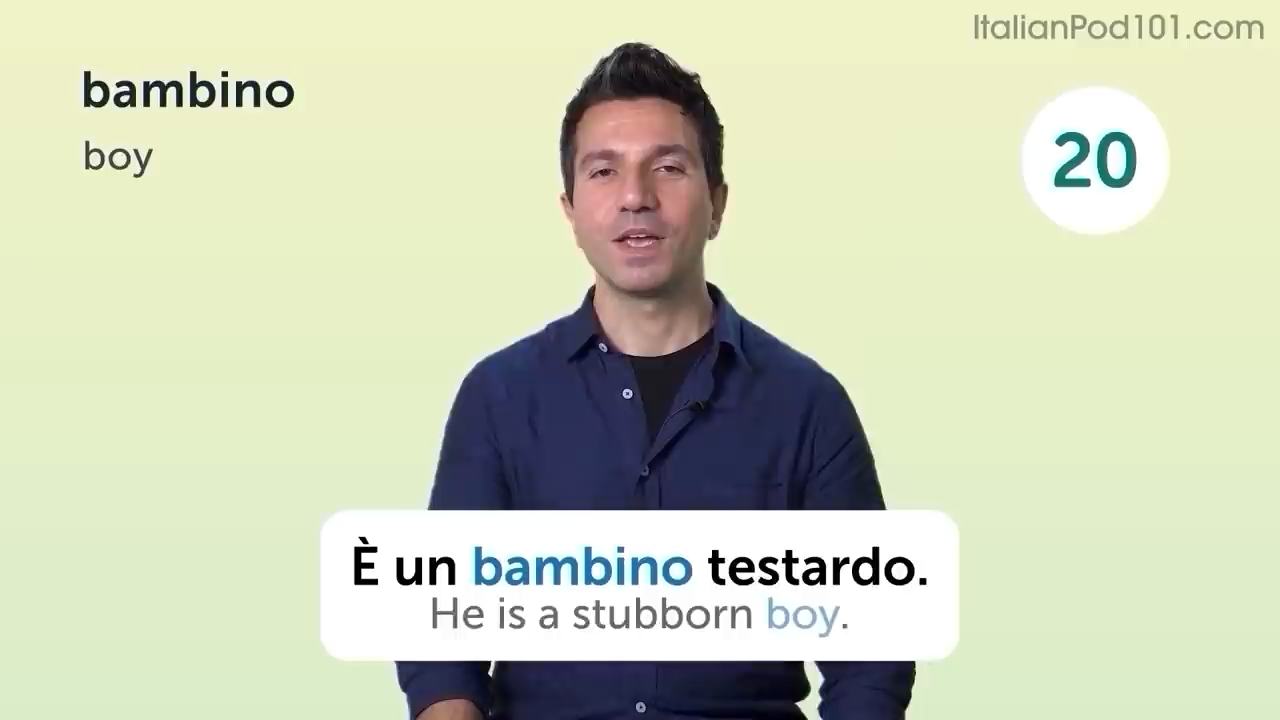 ItalianPod101.com
bambino
boy
20
È un bambino testardo.
He is a stubborn boy.